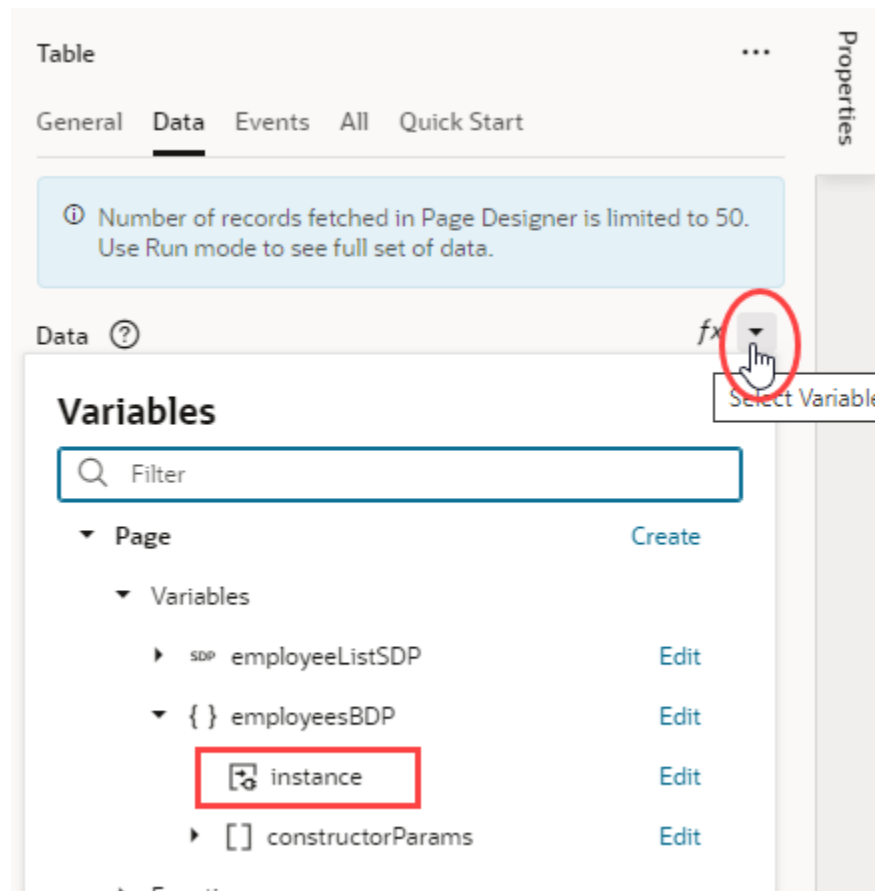 Table
Properties
General Data Events All Quick Start
Number of records fetched in Page Designer is limited to 50.
Use Run mode to see full set of data.
Data
fx
Select Variable
Variables
Filter
Page Create
Variables
SDP employeeListSDP Edit
{ } employeesBDP Edit
instance Edit
[ ] constructorParams Edit